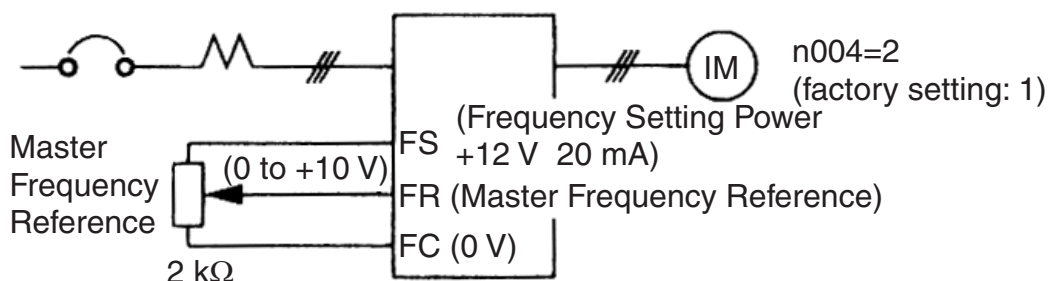 IM
n004=2
(factory setting: 1)
(Frequency Setting Power
FS
+12 V 20 mA)
Master
Frequency
Reference
(0 to +10 V)
FR (Master Frequency Reference)
FC (0 V)
2 kΩ